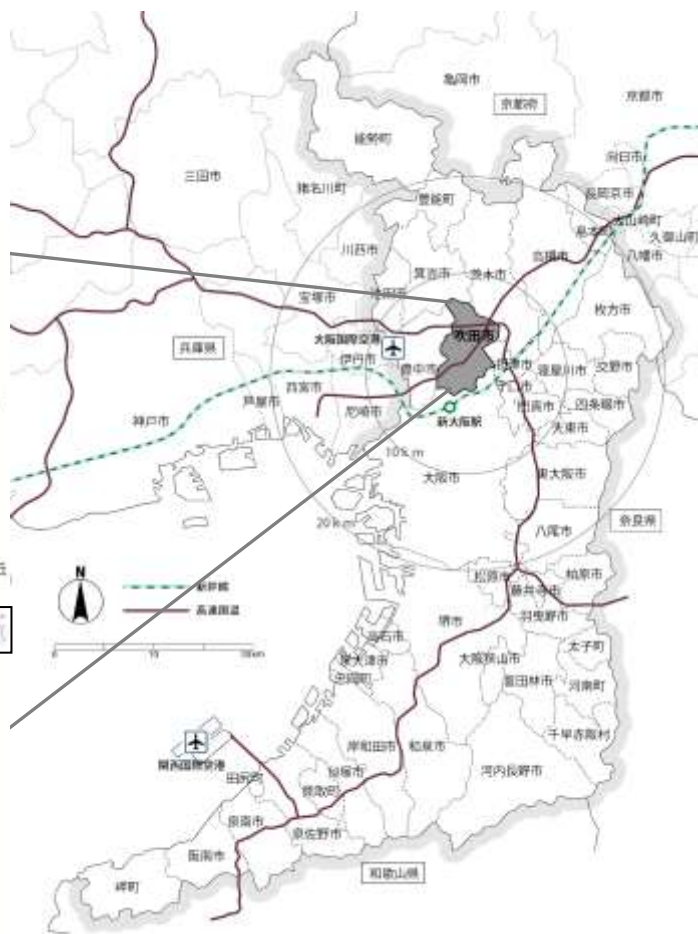 亀岡市
京都府
京都市
能勢町
向日市
三田市
猪名川町
長岡京市
豊能町
大山崎町
島本町
久御山町
川西市
高槻市
八幡市
箕面市
茨木市
池田市
宝塚市
枚方市
吹田市
大阪国際空港
兵庫県
伊丹市
豊中市
摂津市
寝屋川市
交野市
西宮市
守口市
芦屋市
門真市
四条畷市
尼崎市
新大阪駅
大東市
神戸市
10km
大阪市
東大阪市
20km
奈良県
八尾市
N
松原市
柏原市
新幹線
藤井寺市
高速国道
羽曳野市
堺市
高石市
太子町
泉大津市
大阪狭山市
忠岡町
富田林市
河南町
0
10
20km
千早赤阪村
岸和田市
和泉市
関西国際空港
貝塚市
河内長野市
田尻町
熊取町
泉南市
泉佐野市
阪南市
和歌山県
岬町